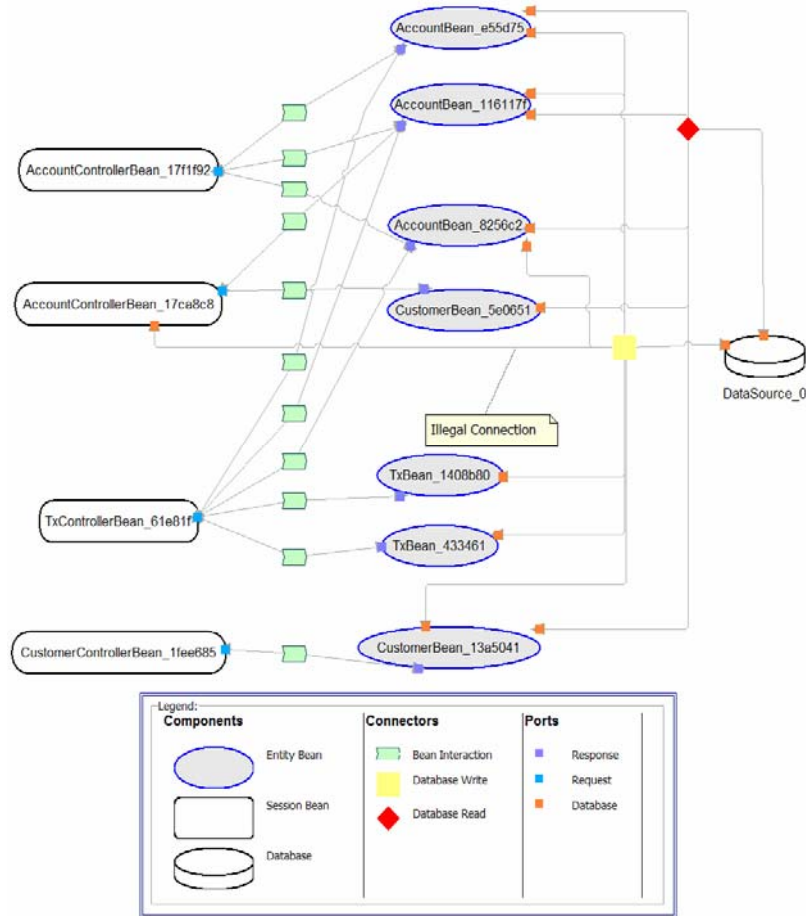 AccountBean_e55d75
AccountBean_116117f
AccountControllerBean_17f1f92
AccountBean_8256c2
AccountControllerBean_17ca8c8
CustomerBean_5e0651
DataSource_0
Illegal Connection
TxBean_1408b80
TxControllerBean_61e81f
TxBean_433461
CustomerControllerBean_1fee685
CustomerBean_13a5041
Legend:
Components
Connectors
Ports
Entity Bean
Bean Interaction
Response
Database Write
Request
Session Bean
Database Read
Database
Database